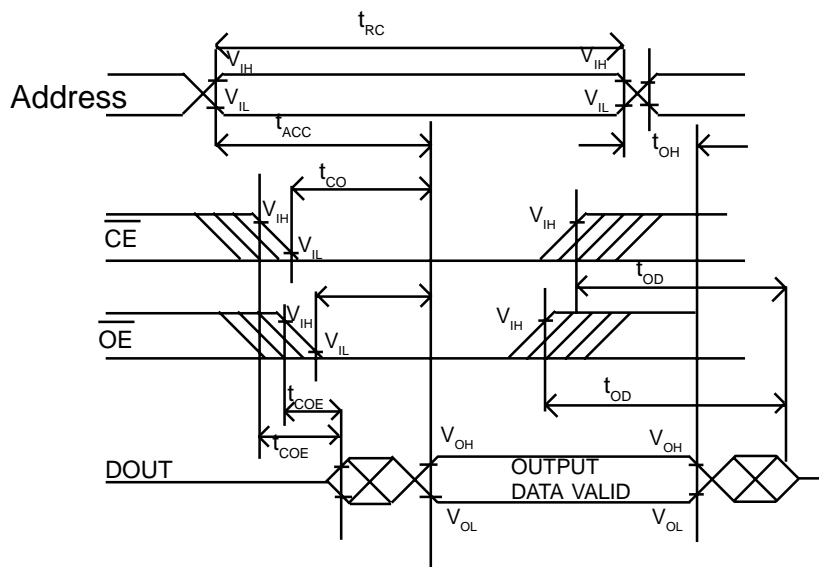 tRC
VIH VIH
Address
VIL VIL
tACC
tOH
tCO
VIH VIH
CE
VIL
tOD
VIH VIH
OE
VIL
tCOE
tOD
tCOE
VOH VOH
DOUT OUTPUT
DATA VALID
VOL VOL